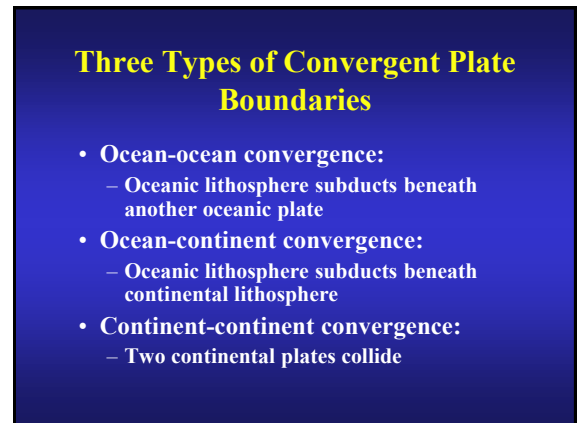 Three Types of Convergent Plate
Boundaries
• Ocean-ocean convergence:
– Oceanic lithosphere subducts beneath
another oceanic plate
• Ocean-continent convergence:
– Oceanic lithosphere subducts beneath
continental lithosphere
• Continent-continent convergence:
– Two continental plates collide